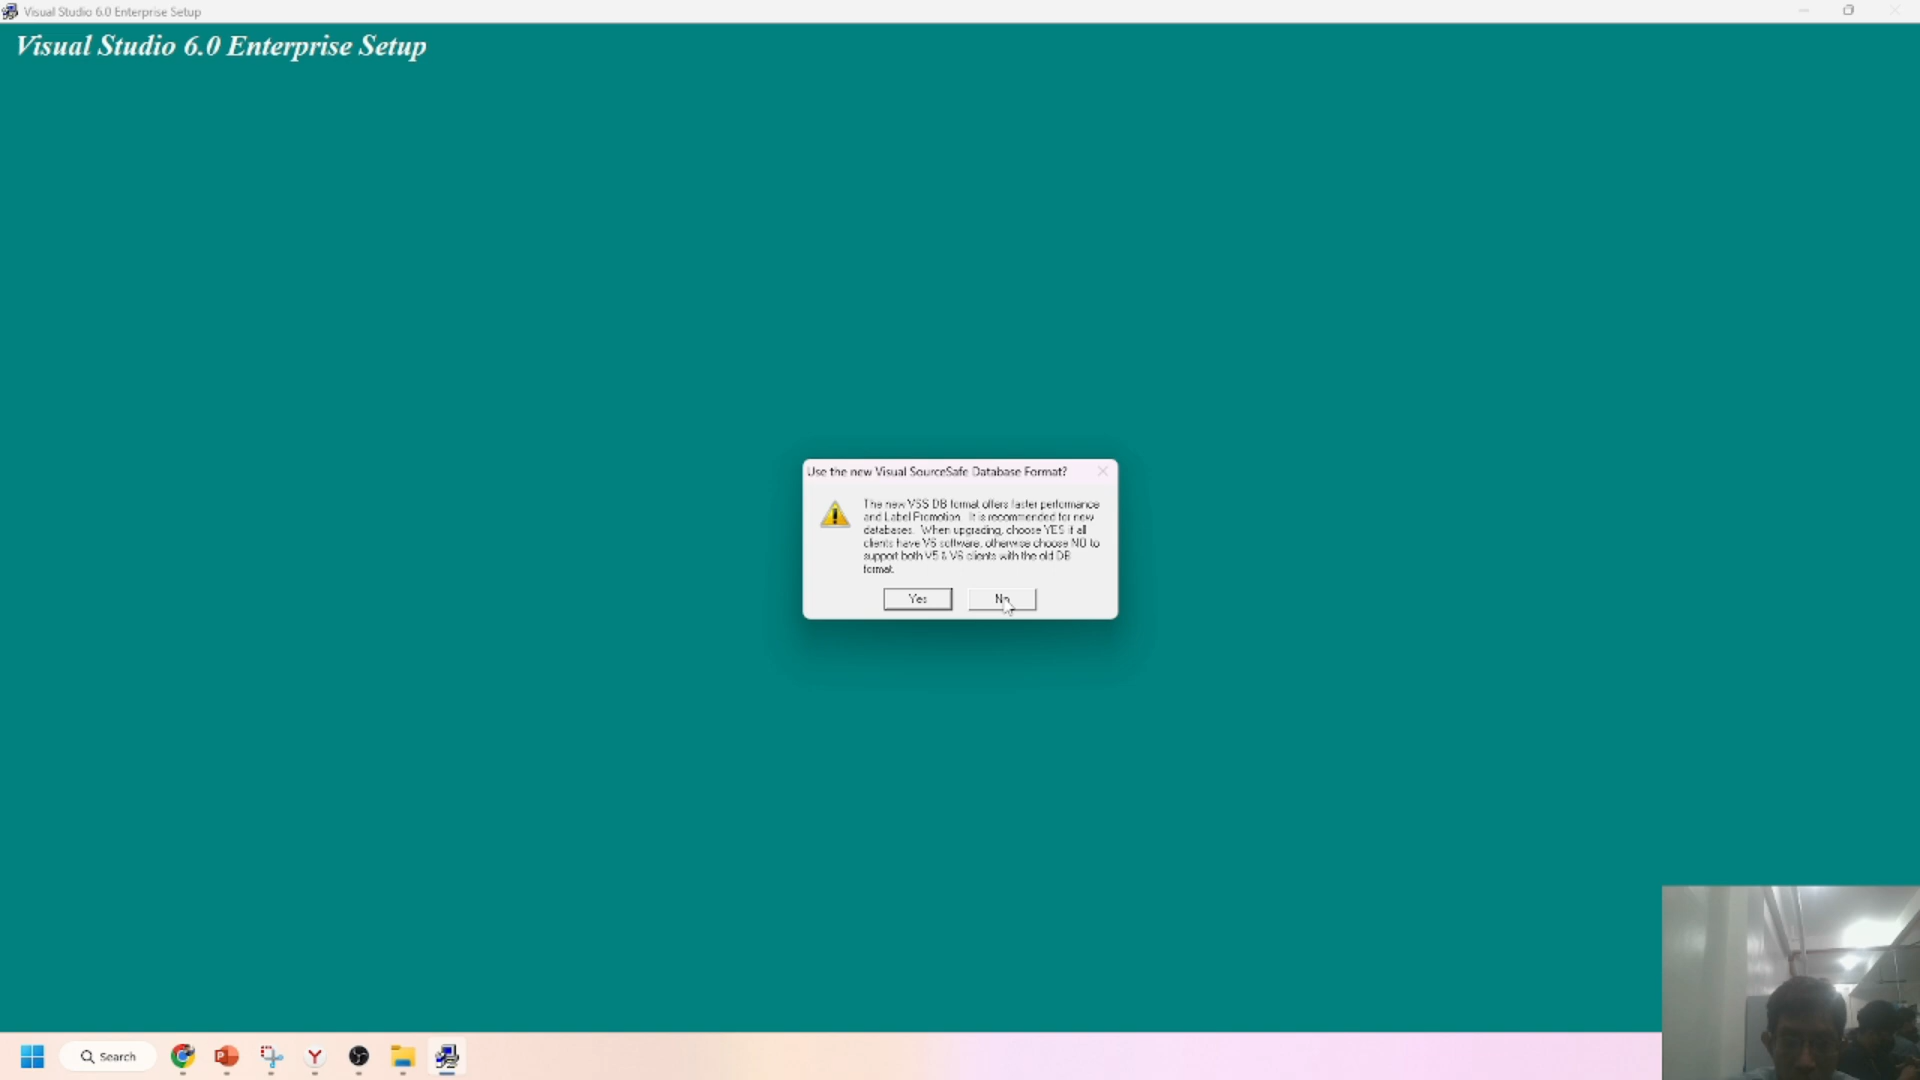 Visual Studio 6.0 Enterprise Setup
Visual Studio 6.0 Enterprise Setup
Use the new Visual SourceSafe Database Format?
The new VSS DB format offers faster performance
and Label Promotion. It is recommended for new
databases. When upgrading, choose YES if all
clients have V6 software, otherwise choose NO to
support both V5 & V6 clients with the old DB
format.
Yes
No
Search